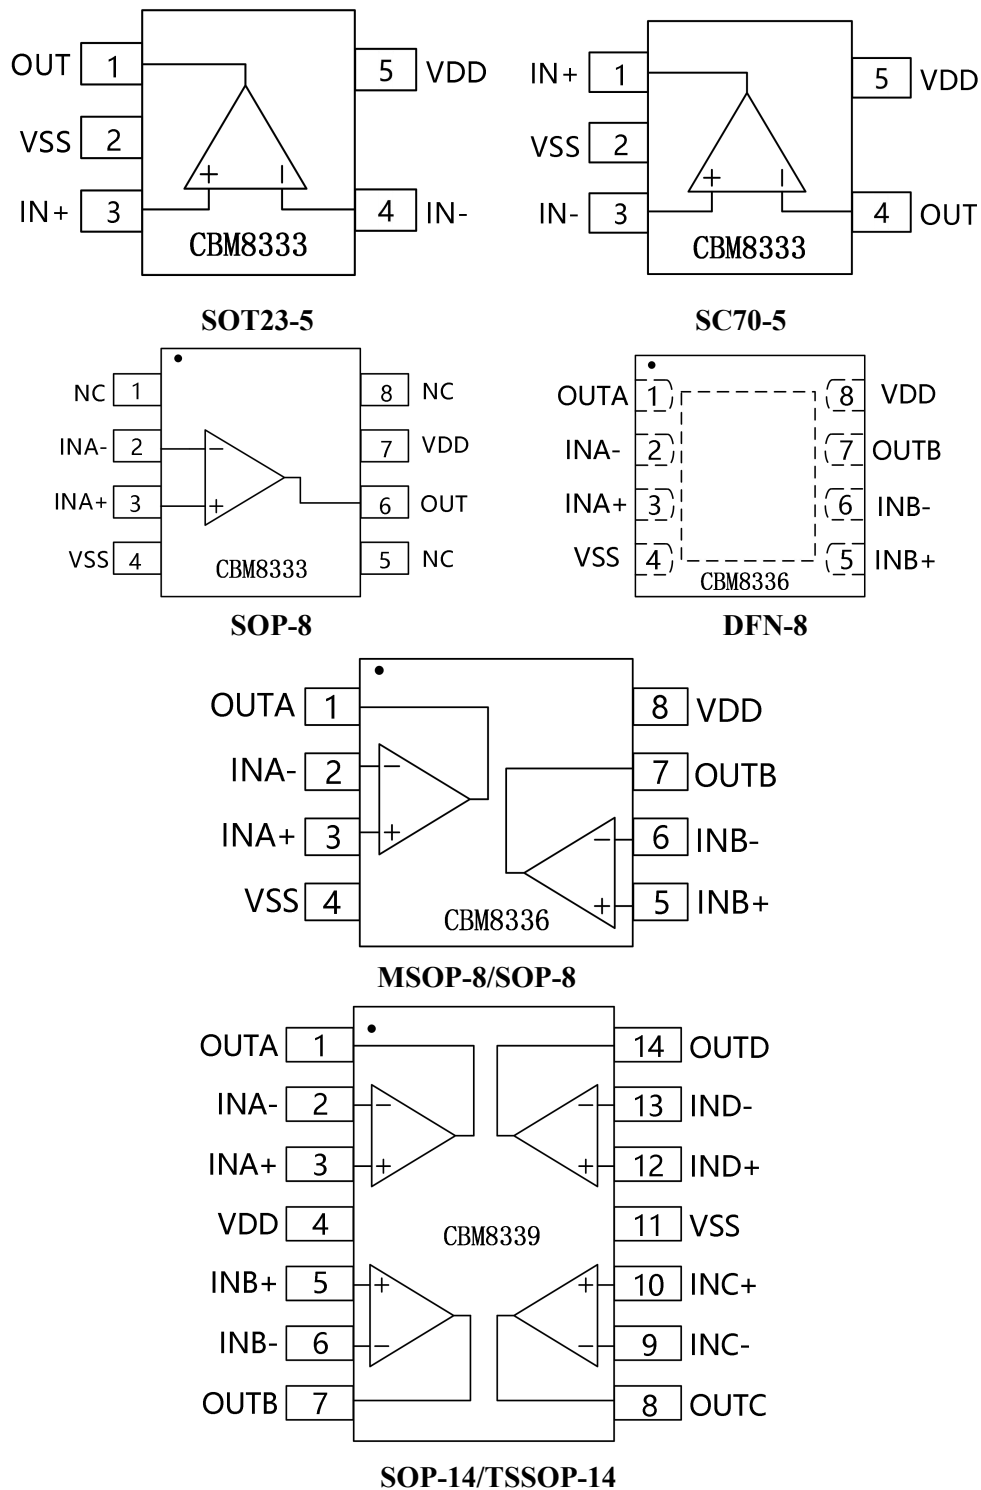 OUT 1 5 VDD
VSS 2
IN+ 3 + − 4 IN-
CBM8333
SOT23-5
IN+ 1 5 VDD
VSS 2
IN- 3 + − 4 OUT
CBM8333
SC70-5
NC 1 8 NC
INA- 2 − 7 VDD
INA+ 3 + 6 OUT
VSS 4 5 NC
CBM8333
SOP-8
OUTA 1 8 VDD
INA- 2 7 OUTB
INA+ 3 6 INB-
VSS 4 5 INB+
CBM8336
DFN-8
OUTA 1 8 VDD
INA- 2 − 7 OUTB
INA+ 3 + − 6 INB-
VSS 4 + 5 INB+
CBM8336
MSOP-8/SOP-8
OUTA 1 14 OUTD
INA- 2 − − 13 IND-
INA+ 3 + + 12 IND+
VDD 4 11 VSS
CBM8339
INB+ 5 + + 10 INC+
INB- 6 − − 9 INC-
OUTB 7 8 OUTC
SOP-14/TSSOP-14